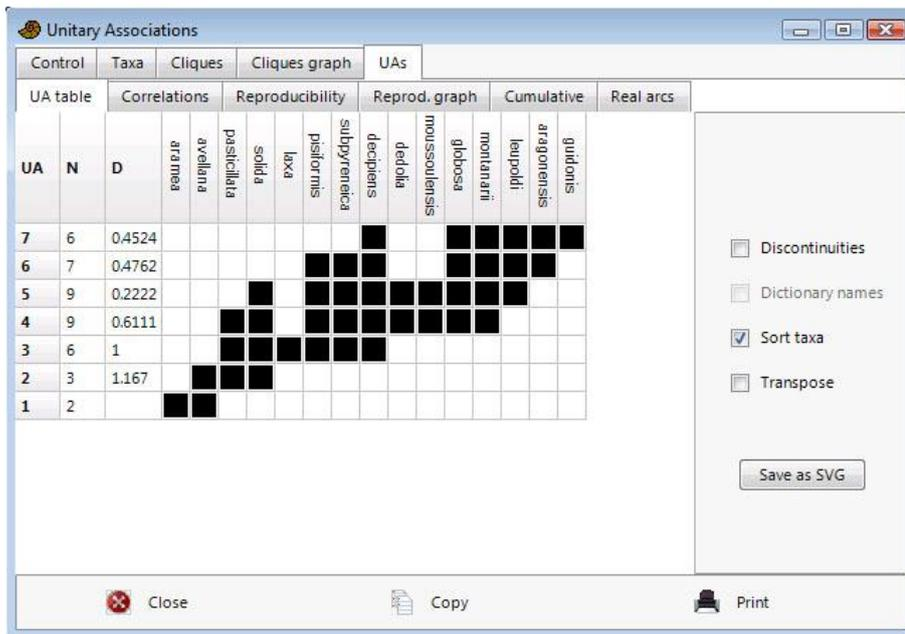 Unitary Associations
Control Taxa Cliques Cliques graph UAs
UA table Correlations Reproducibility Reprod. graph Cumulative Real arcs
UA N D aramea avellana pasticillata solida laxa pisiformis subpyreneica decipiens dedolia moussoulensis globosa montanarii leupoldi aragonensis guidonis
7 6 0.4524
6 7 0.4762
5 9 0.2222
4 9 0.6111
3 6 1
2 3 1.167
1 2
Discontinuities
Dictionary names
Sort taxa
Transpose
Save as SVG
Close Copy Print